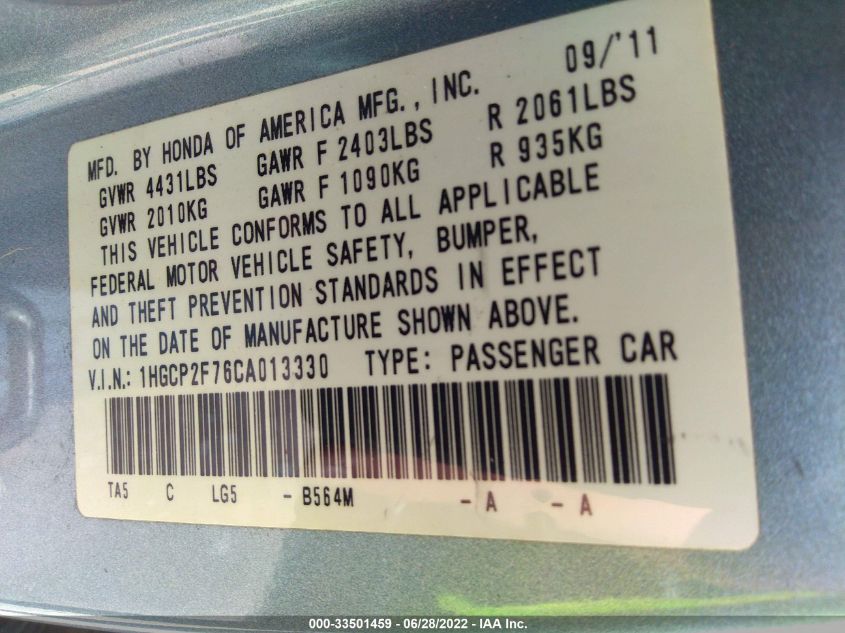 09/'11
MFD. BY HONDA OF AMERICA MFG., INC.
GVWR 4431LBS GAWR F 2403LBS R 2061LBS
GVWR 2010KG GAWR F 1090KG R 935KG
THIS VEHICLE CONFORMS TO ALL APPLICABLE
FEDERAL MOTOR VEHICLE SAFETY, BUMPER,
AND THEFT PREVENTION STANDARDS IN EFFECT
ON THE DATE OF MANUFACTURE SHOWN ABOVE.
V.I.N.: 1HGCP2F76CA013330 TYPE: PASSENGER CAR
TA5 C LG5 - B564M - A - A
000-33501459 - 06/28/2022 - IAA Inc.